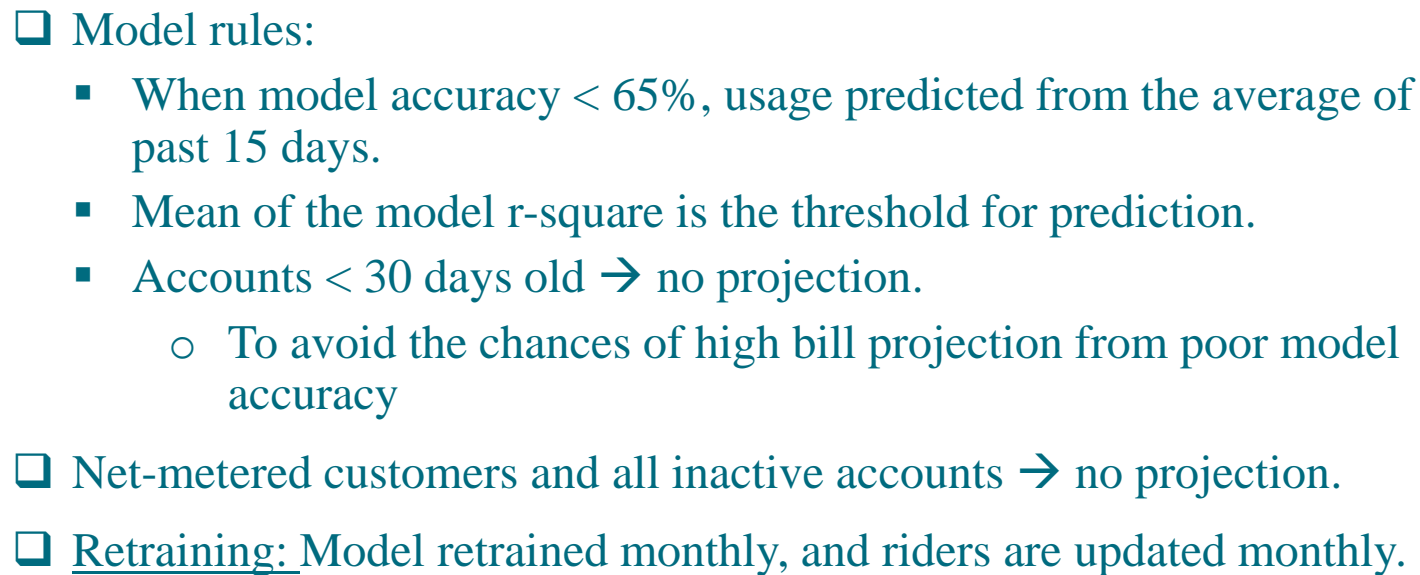 ❑ Model rules:
▪ When model accuracy < 65%, usage predicted from the average of
past 15 days.
▪ Mean of the model r-square is the threshold for prediction.
▪ Accounts < 30 days old → no projection.
o To avoid the chances of high bill projection from poor model
accuracy
❑ Net-metered customers and all inactive accounts → no projection.
❑ Retraining: Model retrained monthly, and riders are updated monthly.